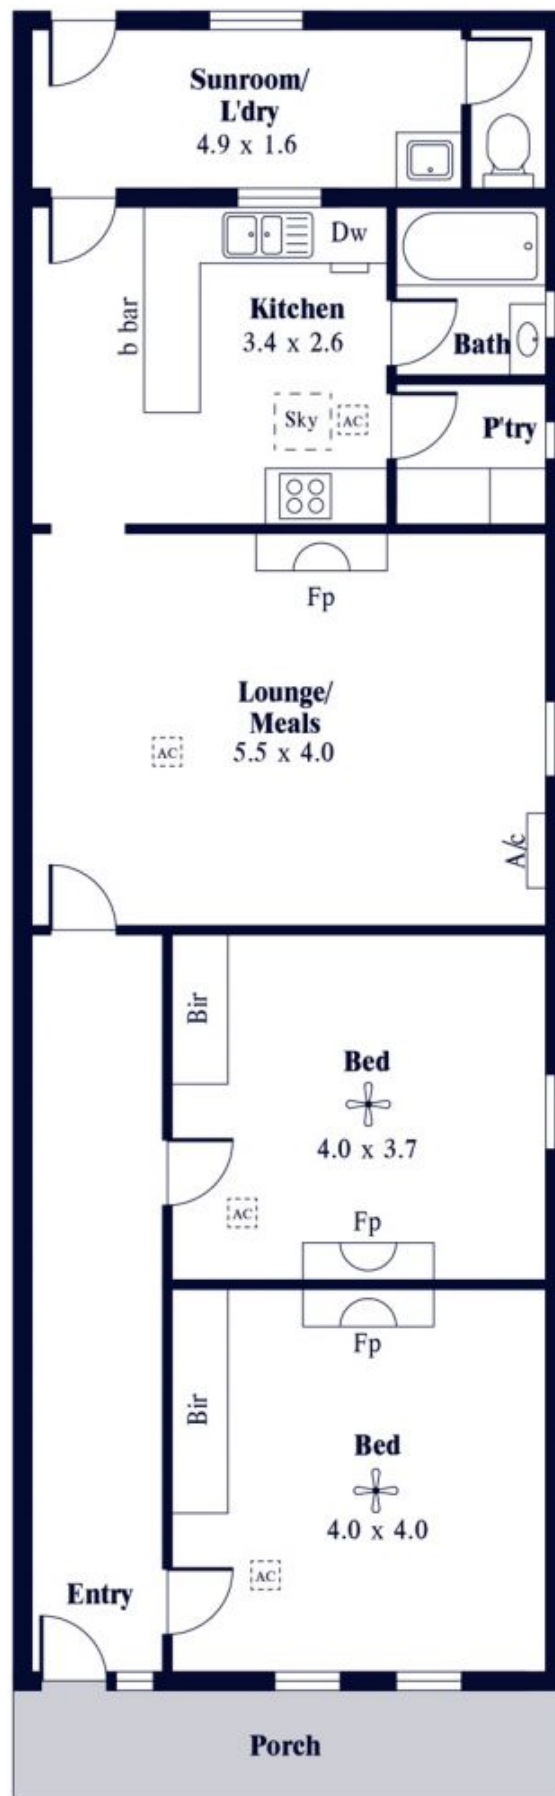 Sunroom/
L'dry
4.9 x 1.6
Dw
b bar
Kitchen
3.4 x 2.6
Bath
Sky
AC
P'try
Fp
Lounge/
Meals
5.5 x 4.0
AC
A/c
Bir
Bed
4.0 x 3.7
AC
Fp
Fp
Bir
Bed
4.0 x 4.0
AC
Entry
Porch